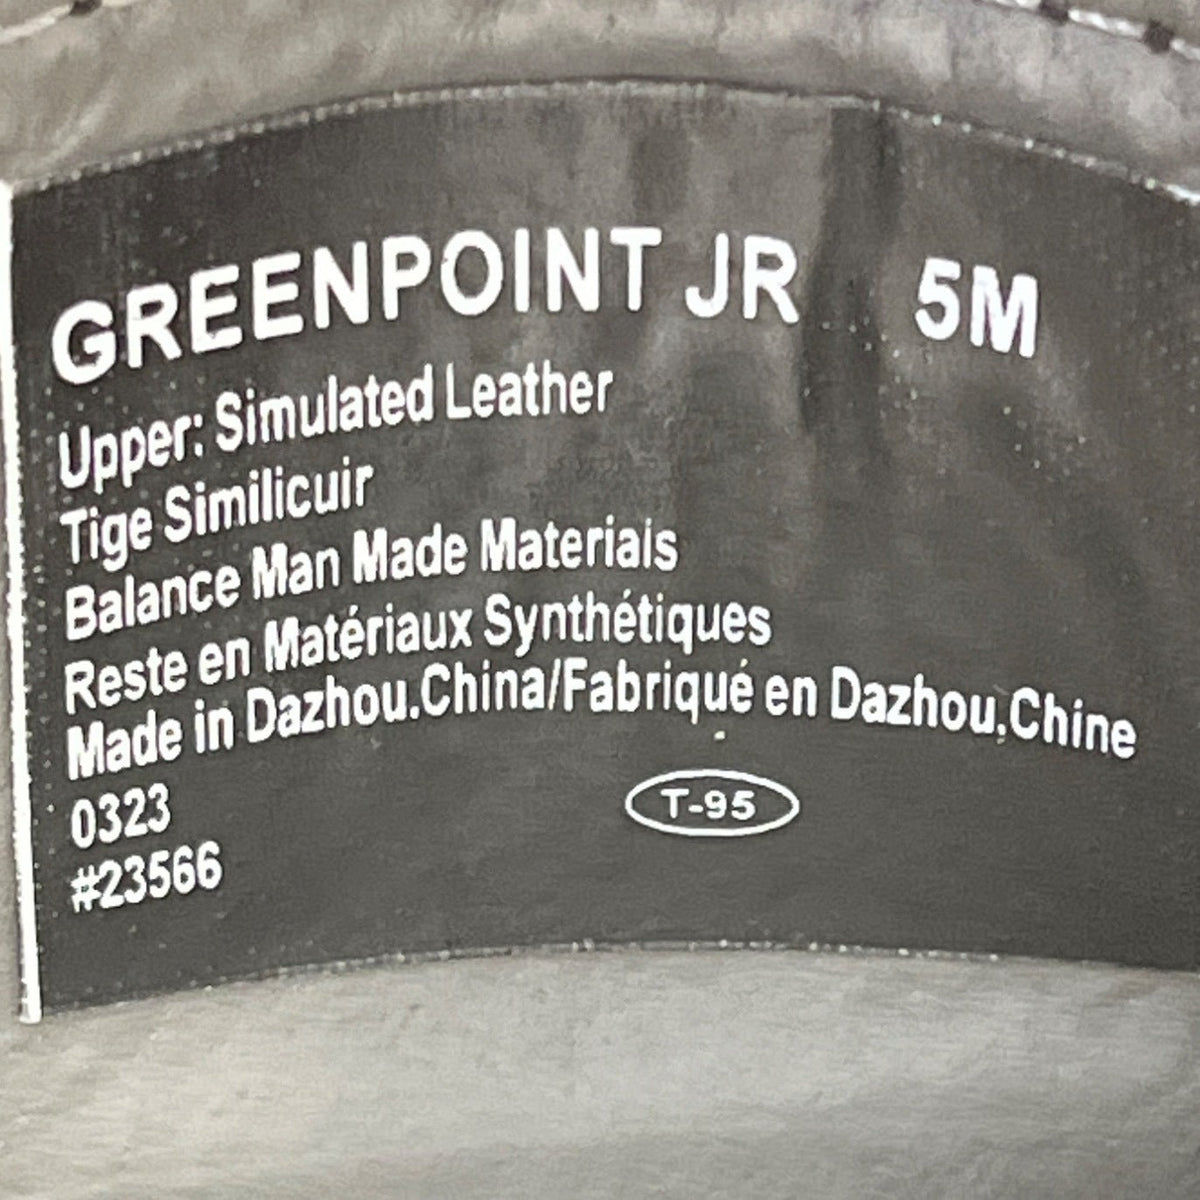 GREENPOINT JR 5M
Upper: Simulated Leather
Tige Similicuir
Balance Man Made Materials
Reste en Matériaux Synthétiques
Made in Dazhou.China/Fabriqué en Dazhou.Chine
0323
T-95
#23566